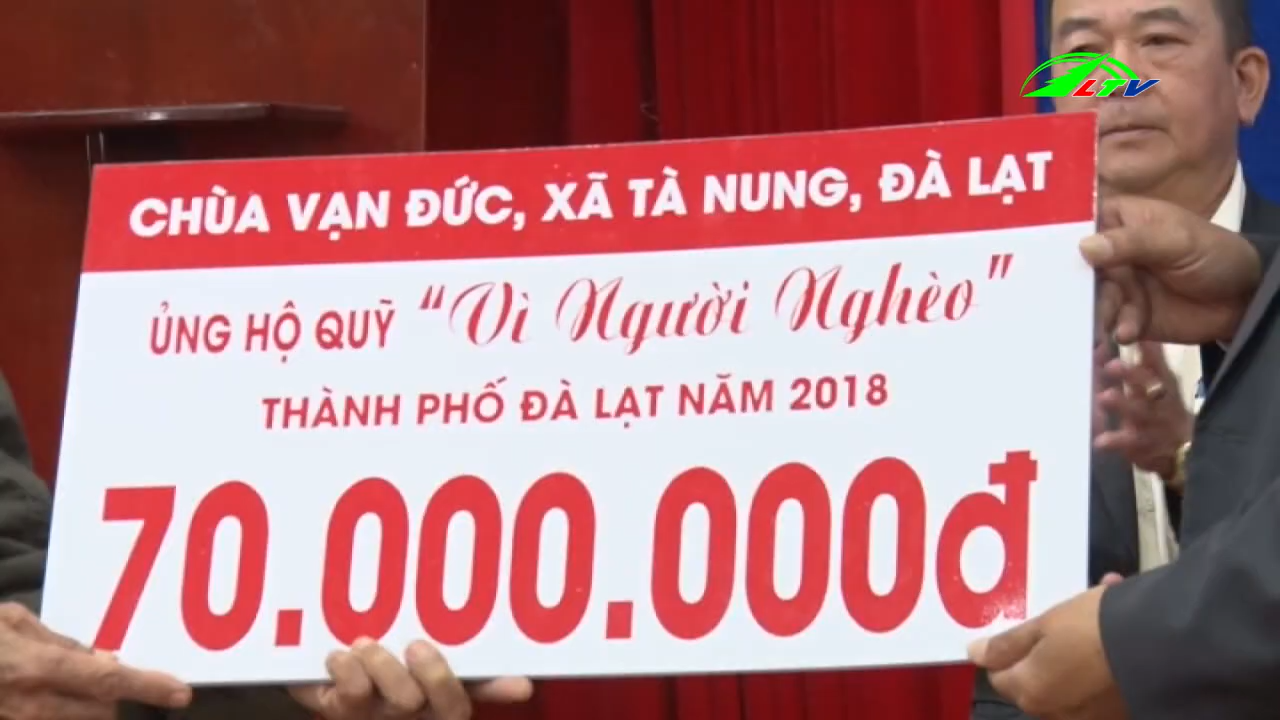 LTV
CHÙA VẠN ĐỨC, XÃ TÀ NUNG, ĐÀ LẠT
ỦNG HỘ QUỸ “Vì Người Nghèo”
THÀNH PHỐ ĐÀ LẠT NĂM 2018
70.000.000đ